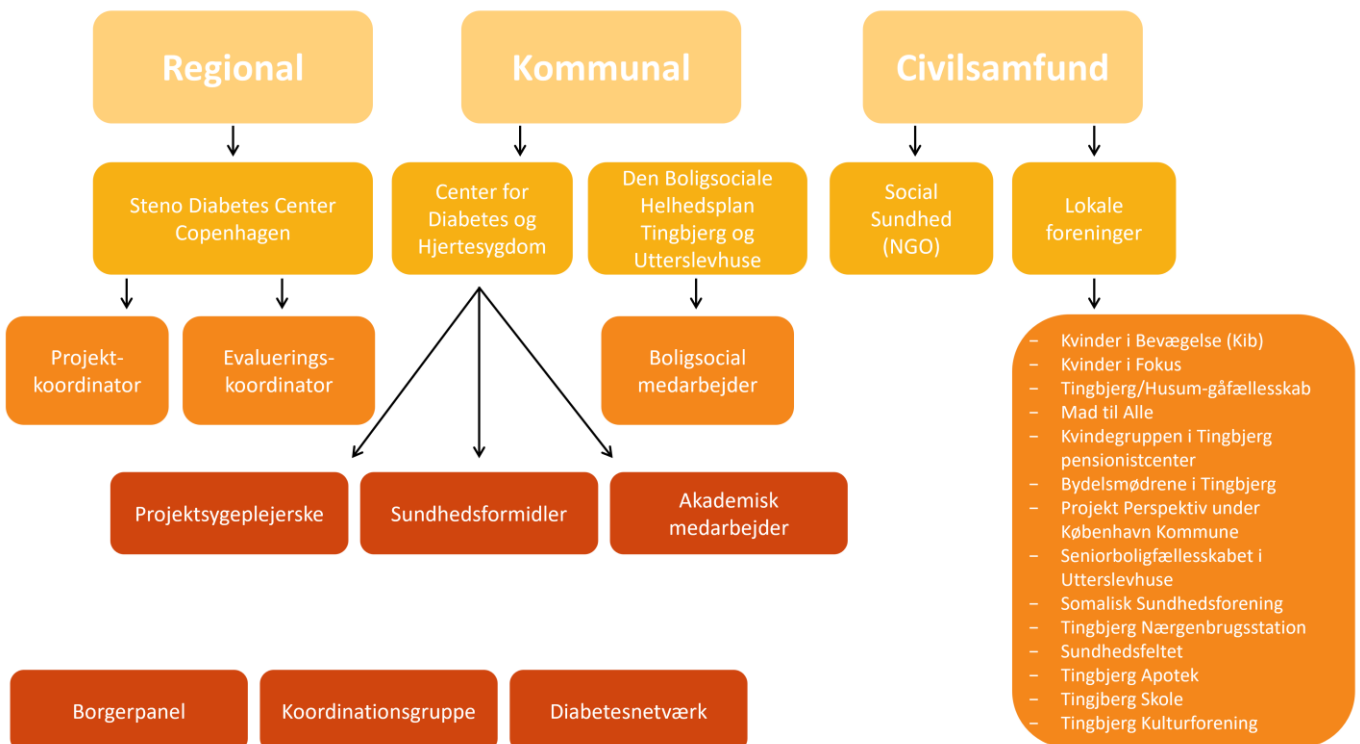 Regional
Kommunal
Civilsamfund
Steno Diabetes Center
Copenhagen
Center for
Diabetes og
Hjertesygdom
Den Boligsociale
Helhedsplan
Tingbjerg og
Utterslevhuse
Social
Sundhed
(NGO)
Lokale
foreninger
Projekt-
koordinator
Evaluerings-
koordinator
Boligsocial
medarbejder
Projektsygeplejerske
Sundhedsformidler
Akademisk
medarbejder
– Kvinder i Bevægelse (Kib)
– Kvinder i Fokus
– Tingbjerg/Husum-gåfællesskab
– Mad til Alle
– Kvindegruppen i Tingbjerg
pensionistcenter
– Bydelsmødrene i Tingbjerg
– Projekt Perspektiv under
København Kommune
– Seniorboligfællesskabet i
Utterslevhuse
– Somalisk Sundhedsforening
– Tingbjerg Nærgenbrugsstation
– Sundhedsfeltet
– Tingbjerg Apotek
– Tingjberg Skole
– Tingbjerg Kulturforening
Borgerpanel
Koordinationsgruppe
Diabetesnetværk